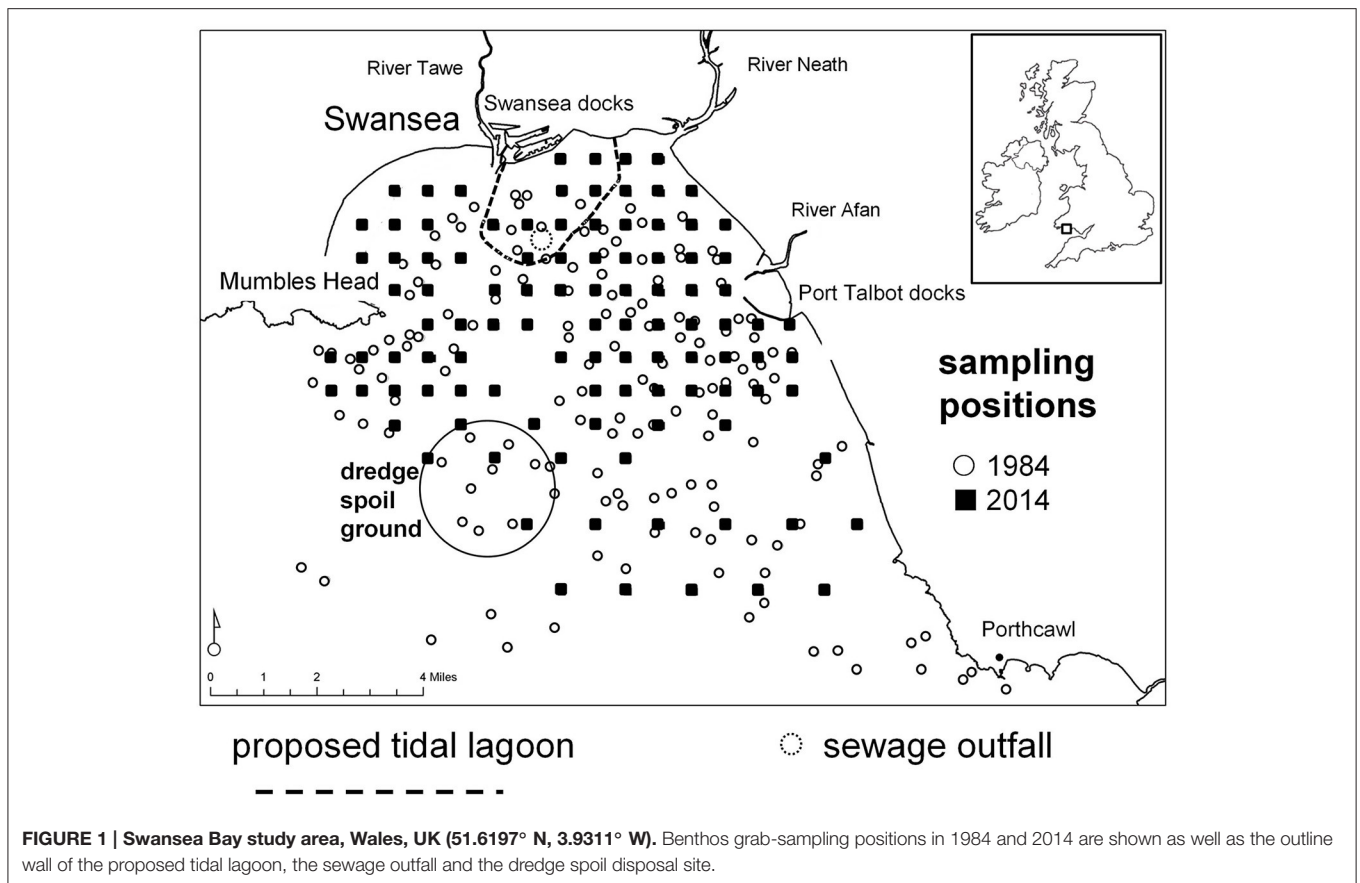 River Tawe
River Neath
Swansea docks
Swansea
River Afan
Mumbles Head
Port Talbot docks
sampling
positions
1984
2014
dredge
spoil
ground
Porthcawl
0 1 2 4 Miles
proposed tidal lagoon
sewage outfall
FIGURE 1 | Swansea Bay study area, Wales, UK (51.6197° N, 3.9311° W). Benthos grab-sampling positions in 1984 and 2014 are shown as well as the outline
wall of the proposed tidal lagoon, the sewage outfall and the dredge spoil disposal site.